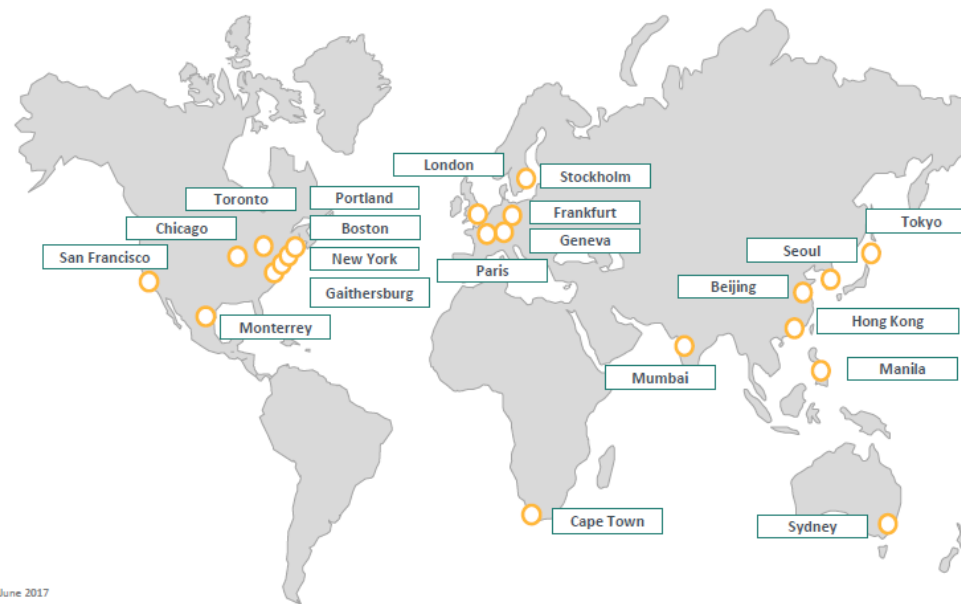 London
Stockholm
Toronto
Portland
Frankfurt
Tokyo
Chicago
Boston
Geneva
Seoul
San Francisco
New York
Paris
Beijing
Gaithersburg
Hong Kong
Monterrey
Mumbai
Manila
Cape Town
Sydney
June 2017